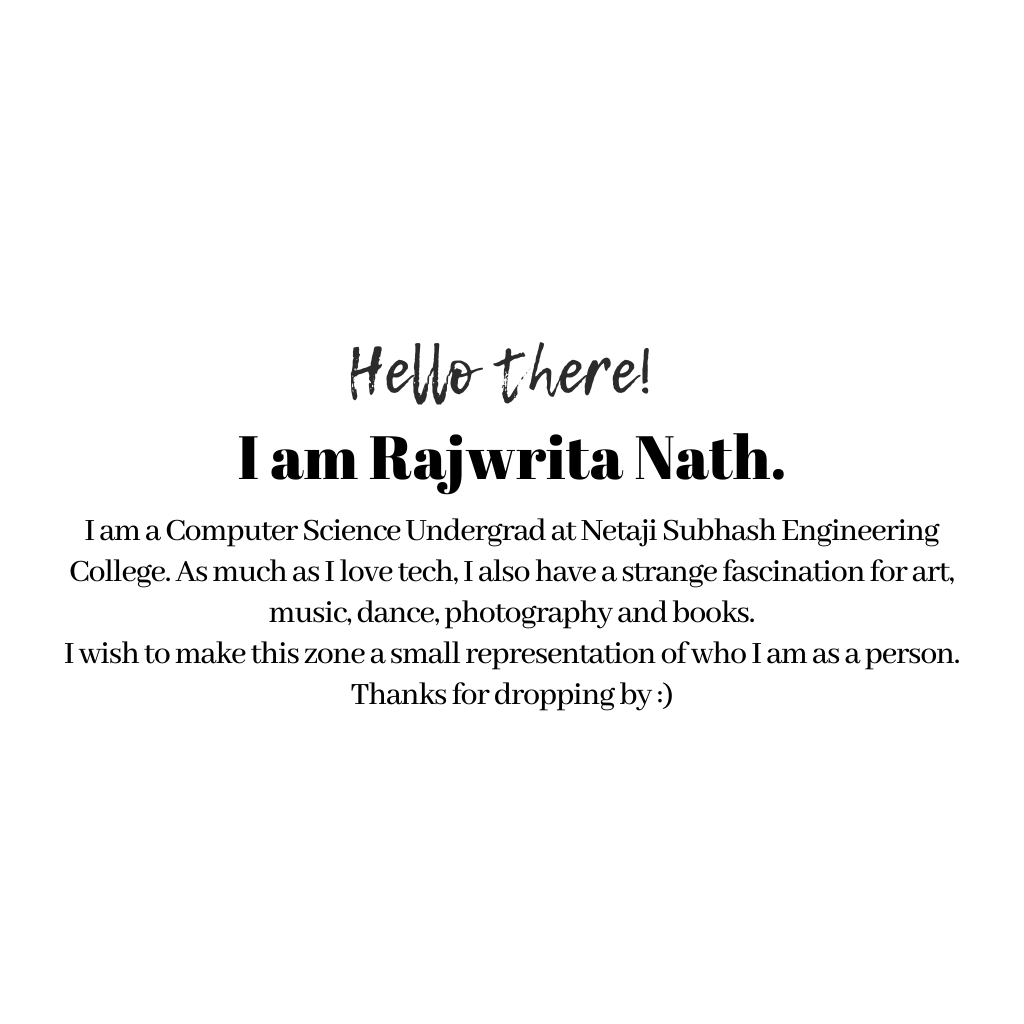 Hello there!
I am Rajwrita Nath.
I am a Computer Science Undergrad at Netaji Subhash Engineering
College. As much as I love tech, I also have a strange fascination for art,
music, dance, photography and books.
I wish to make this zone a small representation of who I am as a person.
Thanks for dropping by :)